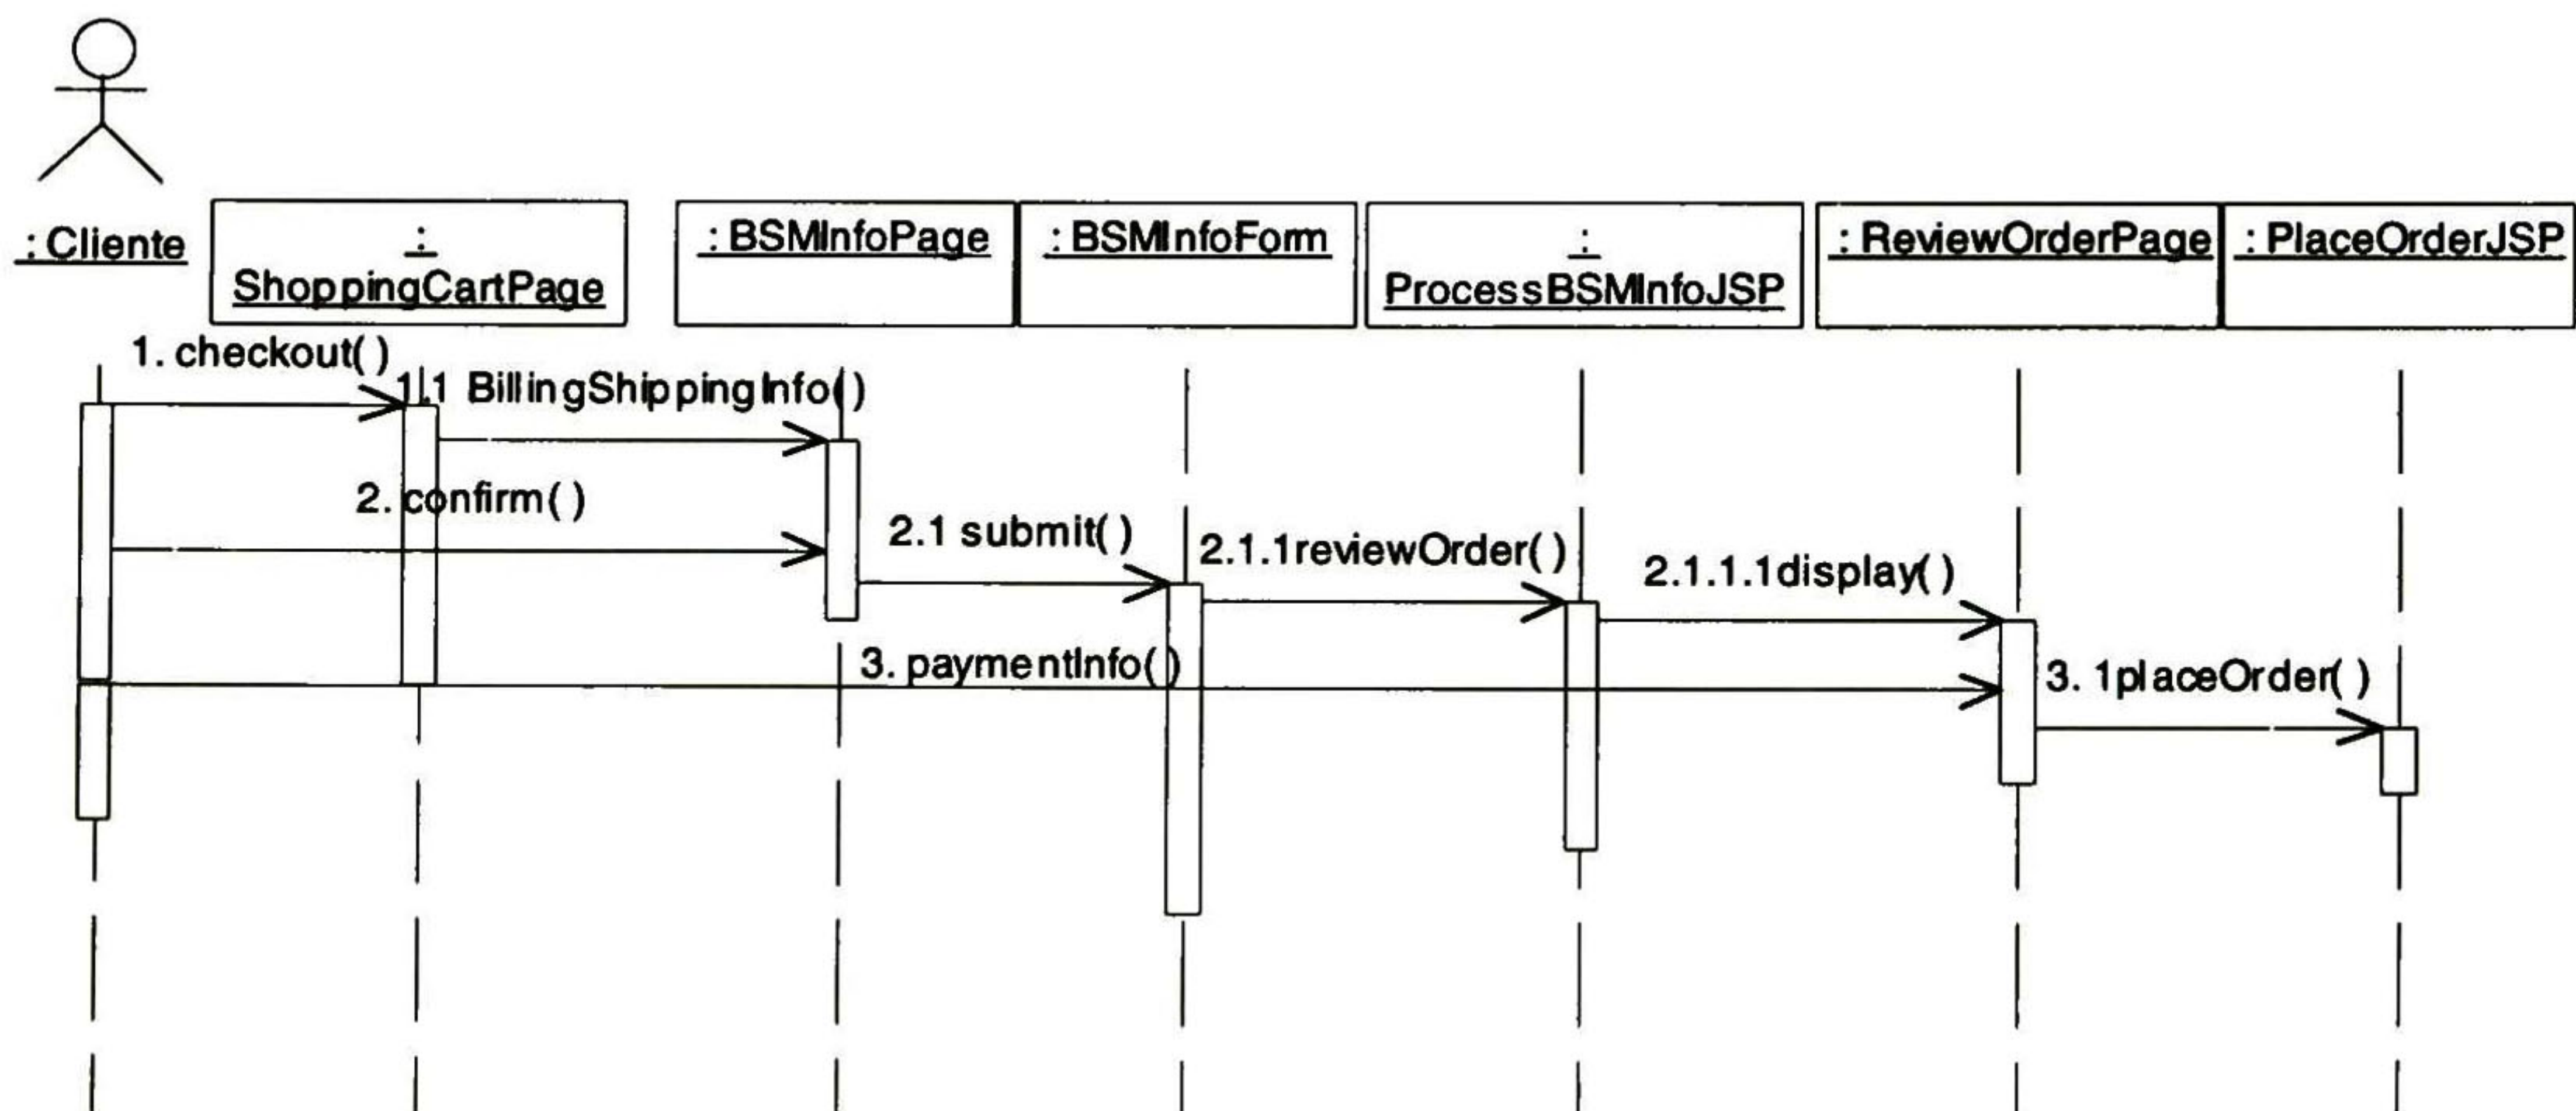 : Cliente
:
ShoppingCartPage
: BSMInfoPage
: BSMInfoForm
:
ProcessBSMInfoJSP
: ReviewOrderPage
: PlaceOrderJSP
1. checkout( )
1.1 BillingShippingInfo( )
2. confirm( )
2.1 submit( )
2.1.1reviewOrder( )
2.1.1.1display( )
3. paymentInfo( )
3. 1placeOrder( )